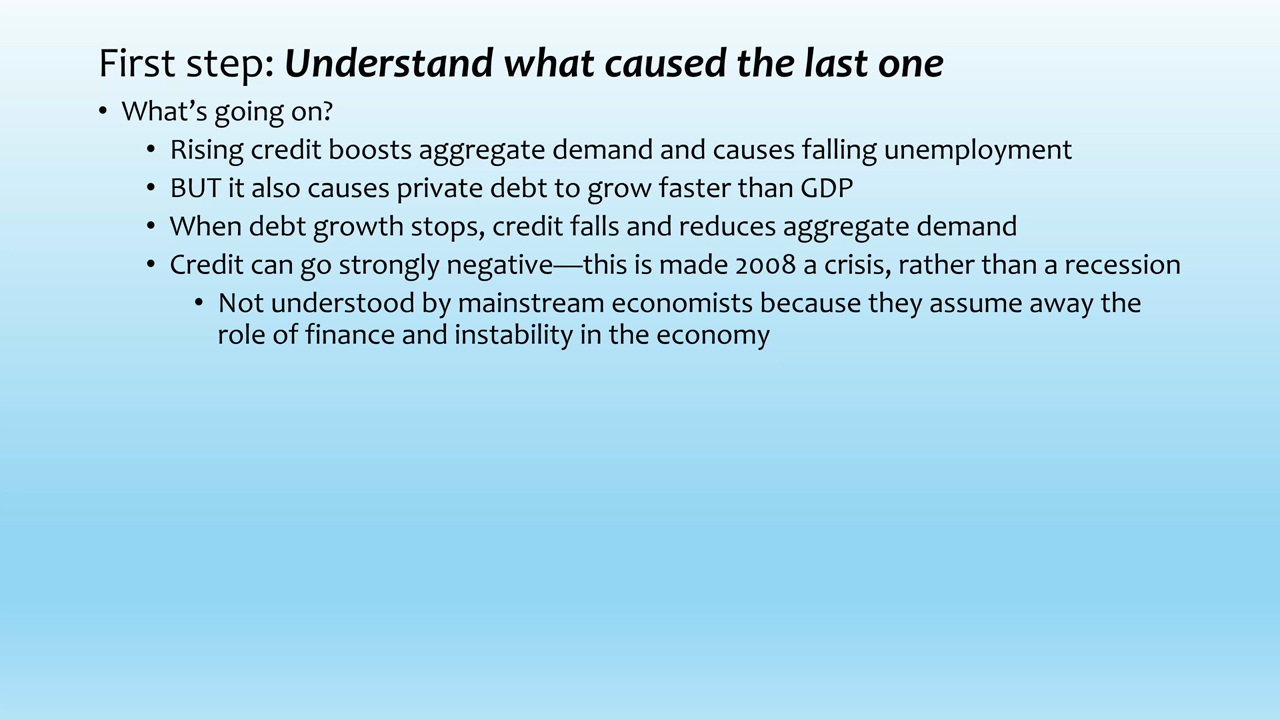 First step: Understand what caused the last one
• What’s going on?
• Rising credit boosts aggregate demand and causes falling unemployment
• BUT it also causes private debt to grow faster than GDP
• When debt growth stops, credit falls and reduces aggregate demand
• Credit can go strongly negative—this is made 2008 a crisis, rather than a recession
• Not understood by mainstream economists because they assume away the
role of finance and instability in the economy